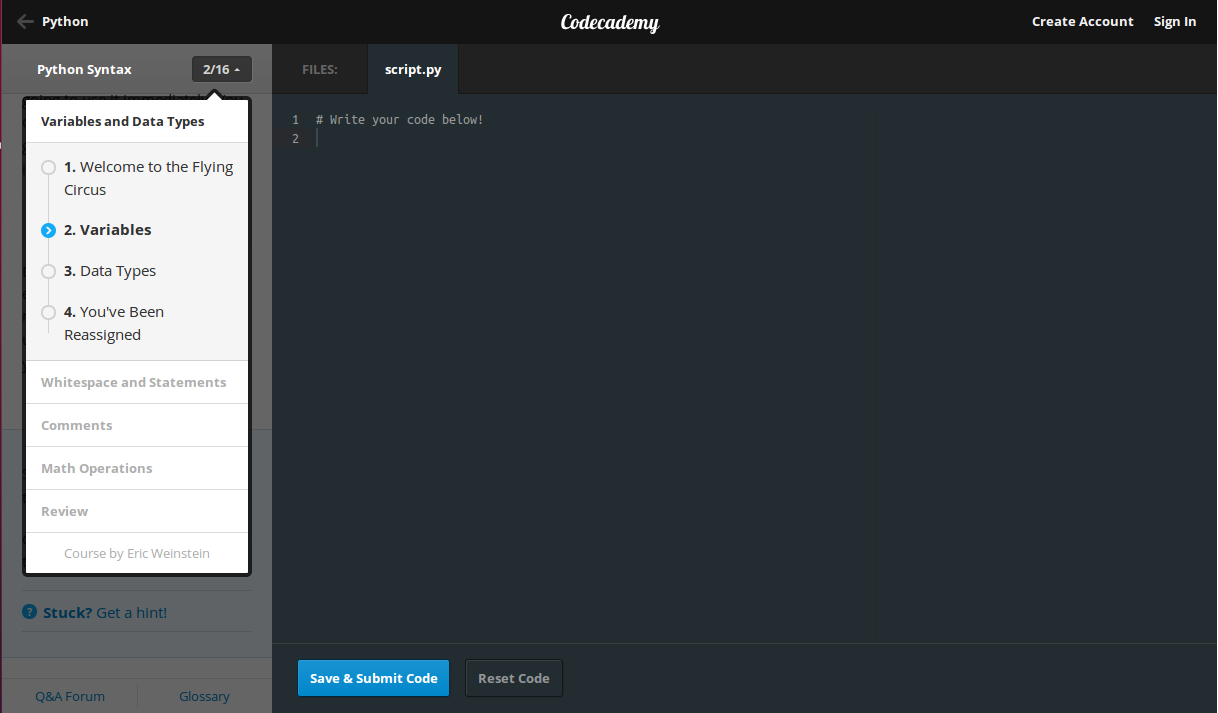 Python
Codecademy
Create Account
Sign In
Python Syntax
2/16
FILES:
script.py
Variables and Data Types
1. Welcome to the Flying
Circus
2. Variables
3. Data Types
4. You've Been
Reassigned
Whitespace and Statements
Comments
Math Operations
Review
Course by Eric Weinstein
? Stuck? Get a hint!
Q&A Forum
Glossary
1 # Write your code below!
2
Save & Submit Code
Reset Code